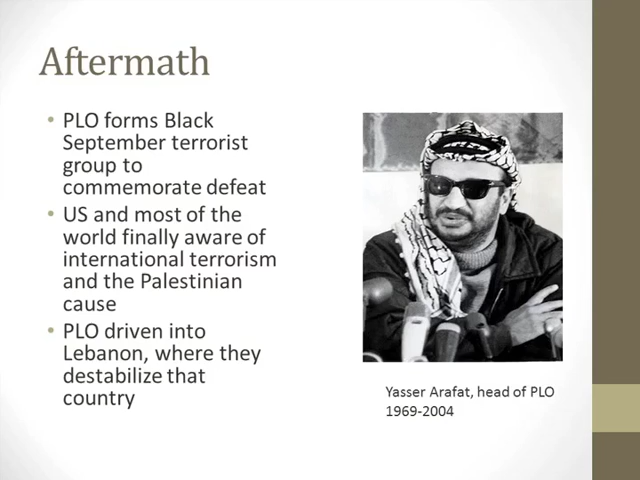 Aftermath
• PLO forms Black
September terrorist
group to
commemorate defeat
• US and most of the
world finally aware of
international terrorism
and the Palestinian
cause
• PLO driven into
Lebanon, where they
destabilize that
country
Yasser Arafat, head of PLO
1969-2004